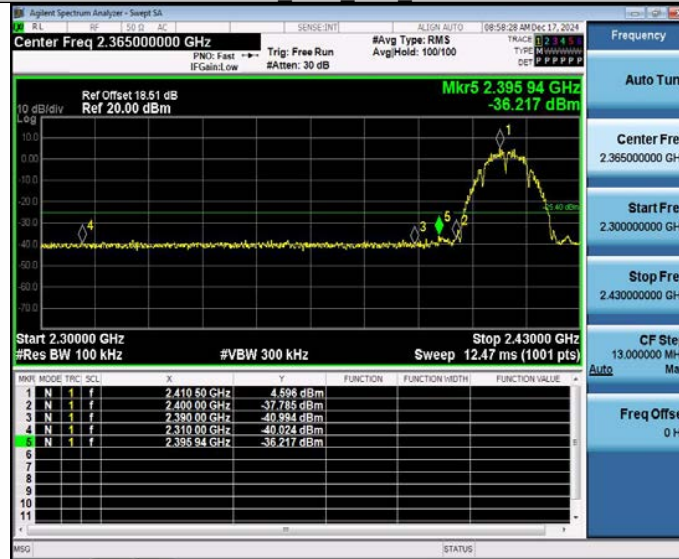 Agilent Spectrum Analyzer - Swept SA
RL RF 50 Ω AC SENSE:INT ALIGN AUTO 08:58:28 AM Dec 17, 2024
Center Freq 2.365000000 GHz
PNO: Fast
IFGain:Low
Trig: Free Run
#Atten: 30 dB
#Avg Type: RMS
Avg|Hold: 100/100
TRACE 1 2 3 4 5 6
TYPE M W W W W W
DET P P P P P P
Frequency
Mkr5 2.395 94 GHz
-36.217 dBm
Ref Offset 18.51 dB
Ref 20.00 dBm
10 dB/div
Log
10.0
0.00
-10.0
-20.0
-30.0
-40.0
-50.0
-60.0
-70.0
1
2
3
4
5
-25.40 dBm
Start 2.30000 GHz
Stop 2.43000 GHz
#Res BW 100 kHz
#VBW 300 kHz
Sweep 12.47 ms (1001 pts)
MKR MODE TRC SCL X Y FUNCTION FUNCTION WIDTH FUNCTION VALUE
1 N 1 f 2.410 50 GHz 4.596 dBm
2 N 1 f 2.400 00 GHz -37.785 dBm
3 N 1 f 2.390 00 GHz -40.994 dBm
4 N 1 f 2.310 00 GHz -40.024 dBm
5 N 1 f 2.395 94 GHz -36.217 dBm
6
7
8
9
10
11
MSG
STATUS
Auto Tun
Center Fre
2.365000000 GH
Start Fre
2.300000000 GH
Stop Fre
2.430000000 GH
CF Ste
13.000000 MH
Auto Ma
Freq Offse
0 H